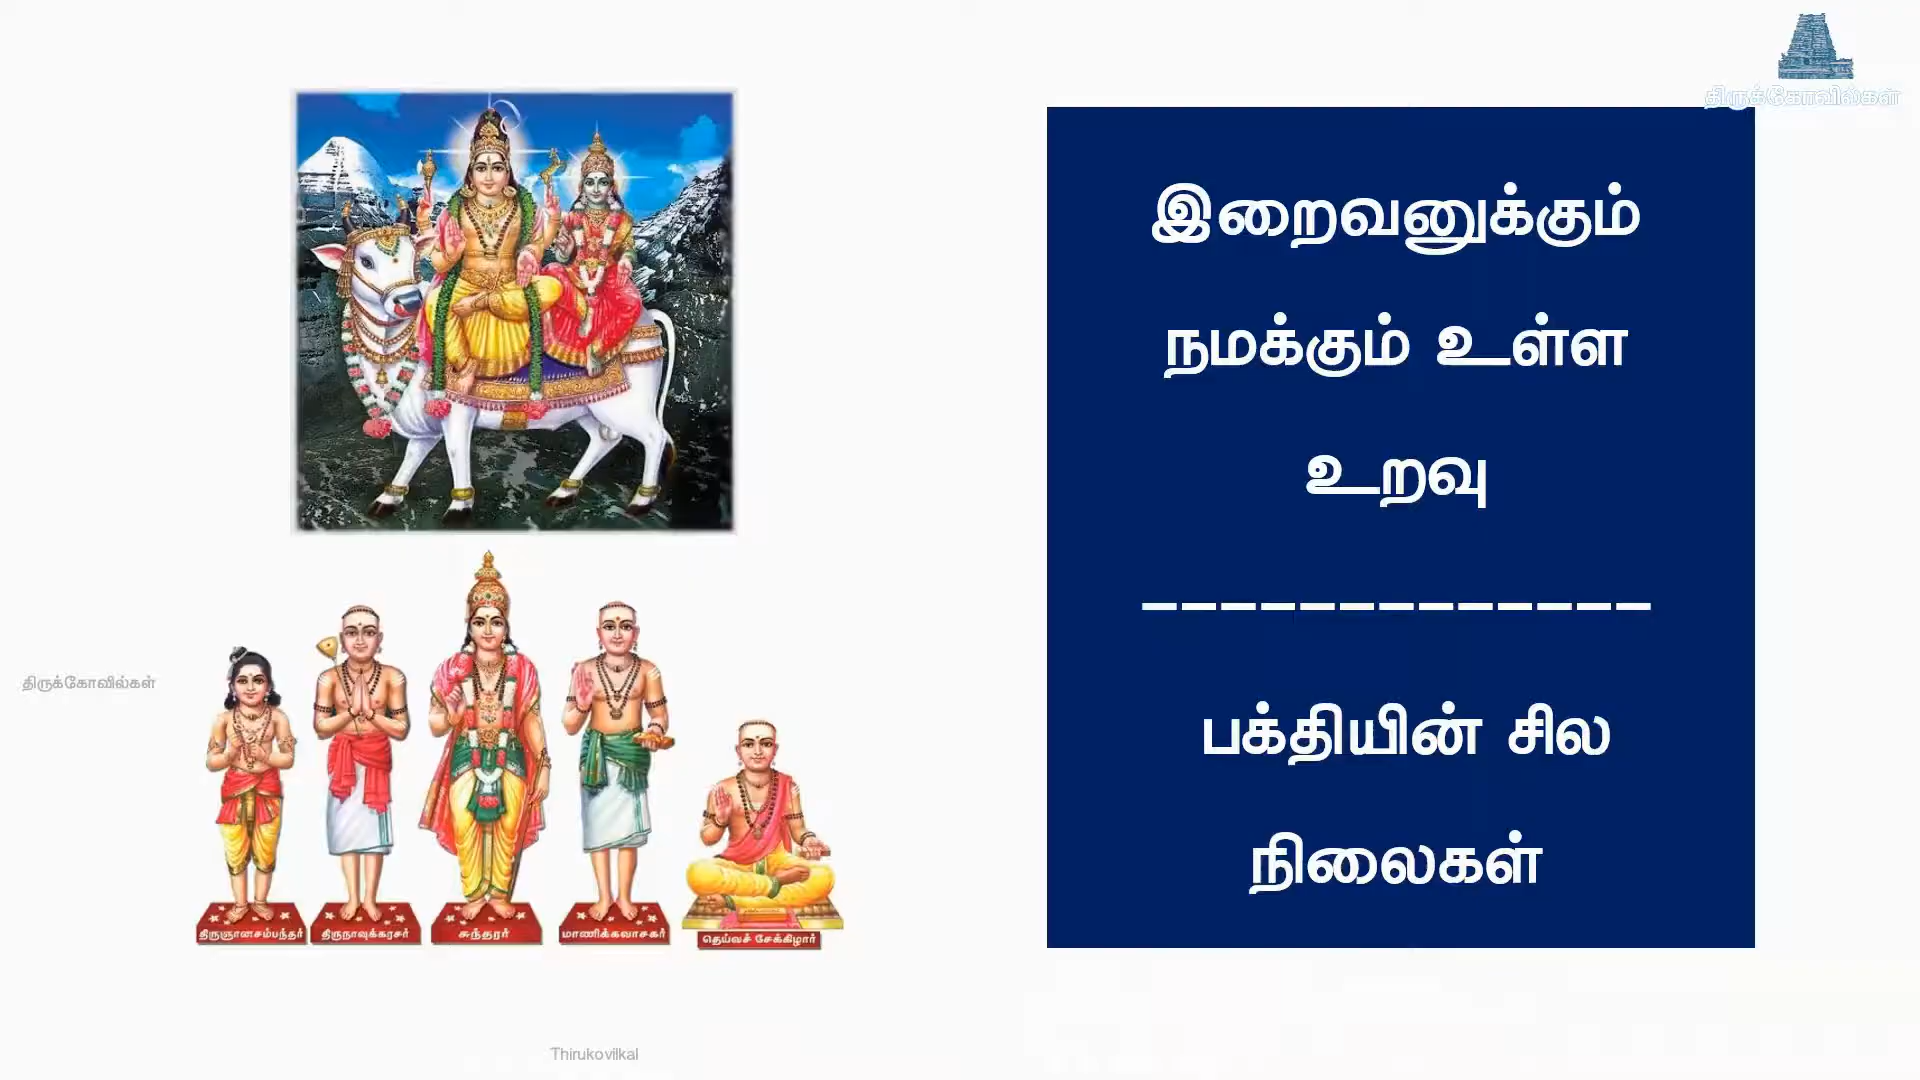 திருக்கோவில்கள்
இறைவனுக்கும்
நமக்கும் உள்ள
உறவு
-------------
பக்தியின் சில
நிலைகள்
திருக்கோவில்கள்
திருஞானசம்பந்தர்
திருநாவுக்கரசர்
சுந்தரர்
மாணிக்கவாசகர்
தெய்வச் சேக்கிழார்
Thirukovilkal